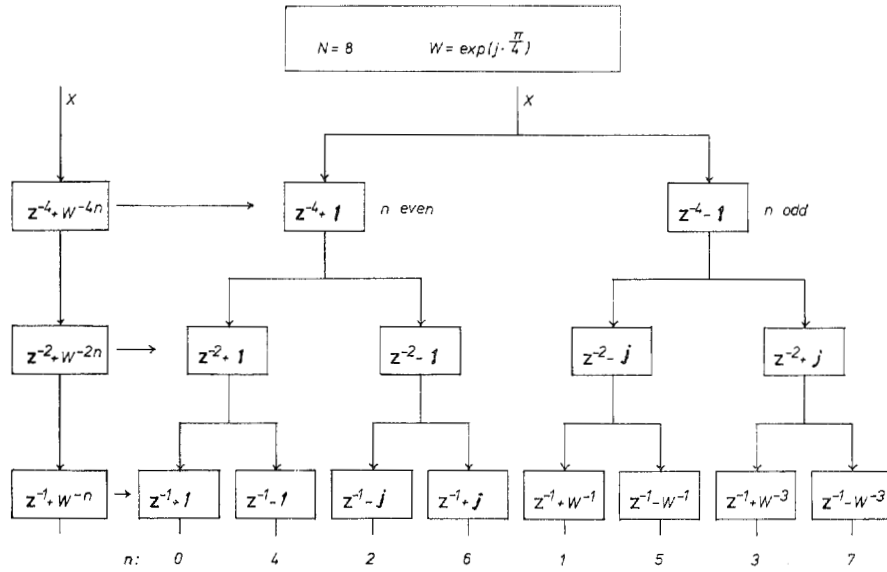 N = 8 W = exp(j·π/4)
X X
z⁻⁴+W⁻⁴ⁿ z⁻⁴+1 n even z⁻⁴-1 n odd
z⁻²+W⁻²ⁿ z⁻²+1 z⁻²-1 z⁻²-j z⁻²+j
z⁻¹+W⁻ⁿ z⁻¹+1 z⁻¹-1 z⁻¹-j z⁻¹+j z⁻¹+W⁻¹ z⁻¹-W⁻¹ z⁻¹+W⁻³ z⁻¹-W⁻³
n: 0 4 2 6 1 5 3 7